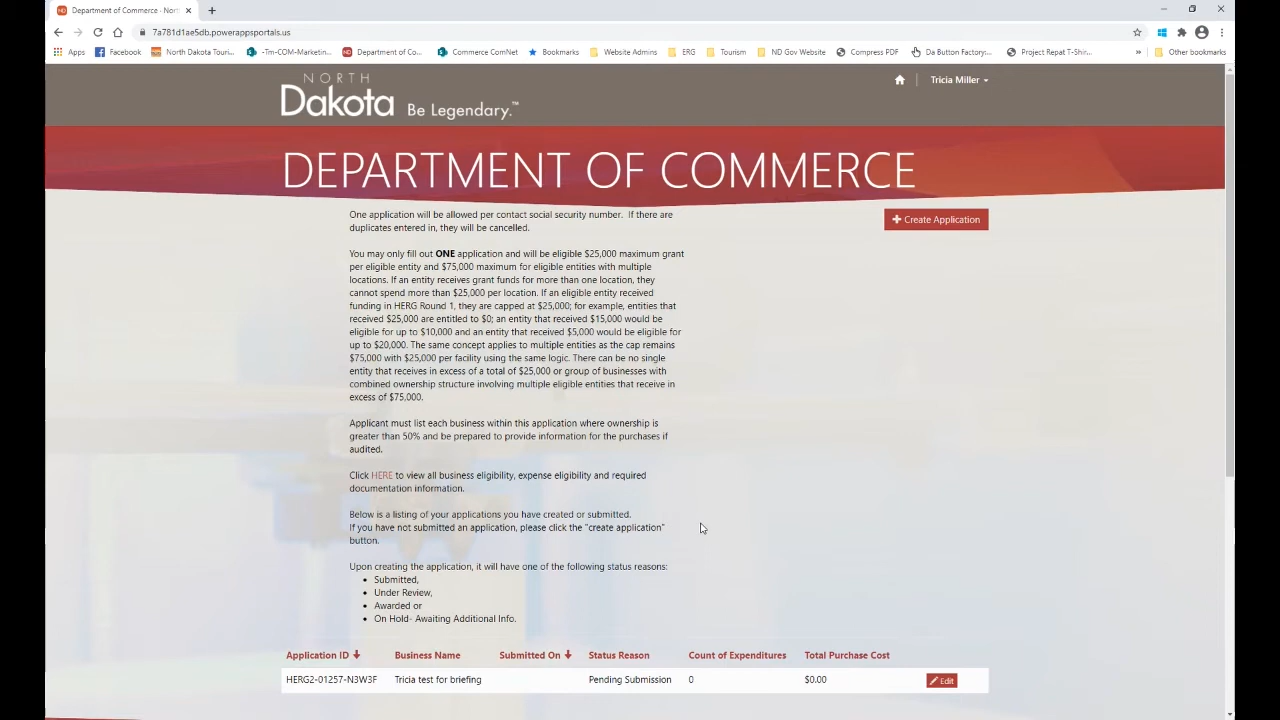 Department of Commerce - Nort
7a781d1ae5db.powerappsportals.us
Apps Facebook North Dakota Touri... -Tm-COM-Marketin... Department of Co... Commerce ComNet Bookmarks Website Admins ERG Tourism ND Gov Website Compress PDF Da Button Factory:... Project Repat T-Shir... » Other bookmarks
NORTH
Dakota Be Legendary.™
Tricia Miller
DEPARTMENT OF COMMERCE
Create Application
One application will be allowed per contact social security number. If there are
duplicates entered in, they will be cancelled.
You may only fill out ONE application and will be eligible $25,000 maximum grant
per eligible entity and $75,000 maximum for eligible entities with multiple
locations. If an entity receives grant funds for more than one location, they
cannot spend more than $25,000 per location. If an eligible entity received
funding in HERG Round 1, they are capped at $25,000; for example, entities that
received $25,000 are entitled to $0; an entity that received $15,000 would be
eligible for up to $10,000 and an entity that received $5,000 would be eligible for
up to $20,000. The same concept applies to multiple entities as the cap remains
$75,000 with $25,000 per facility using the same logic. There can be no single
entity that receives in excess of a total of $25,000 or group of businesses with
combined ownership structure involving multiple eligible entities that receive in
excess of $75,000.
Applicant must list each business within this application where ownership is
greater than 50% and be prepared to provide information for the purchases if
audited.
Click HERE to view all business eligibility, expense eligibility and required
documentation information.
Below is a listing of your applications you have created or submitted.
If you have not submitted an application, please click the "create application"
button.
Upon creating the application, it will have one of the following status reasons:
• Submitted,
• Under Review,
• Awarded or
• On Hold- Awaiting Additional Info.
Application ID Business Name Submitted On Status Reason Count of Expenditures Total Purchase Cost
HERG2-01257-N3W3F Tricia test for briefing Pending Submission 0 $0.00 Edit